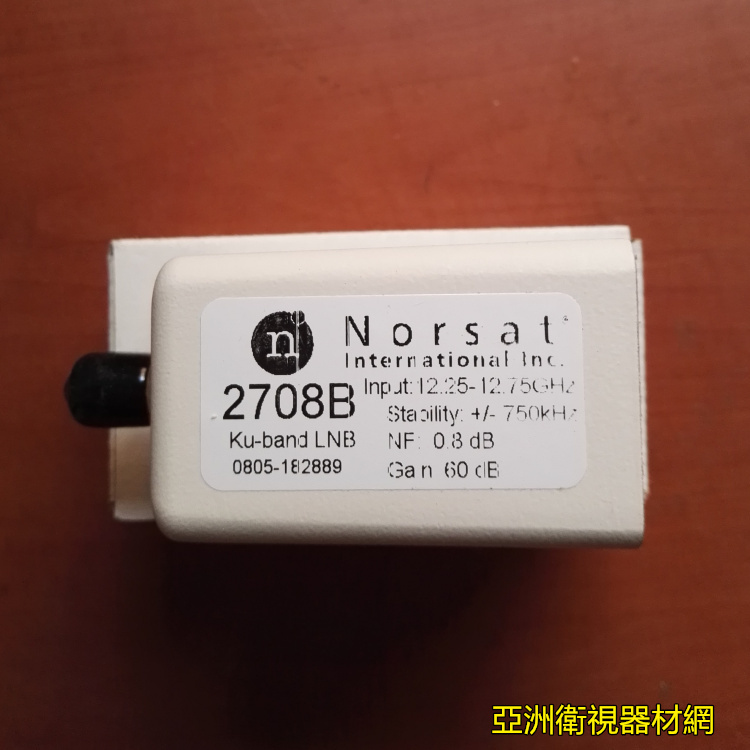 n
Norsat
International Inc.
2708B
Input: 12.25-12.75GHz
Stability: +/- 750kHz
Ku-band LNB
NF: 0.8 dB
0805-182889
Gain 60 dB
亞洲衛視器材網